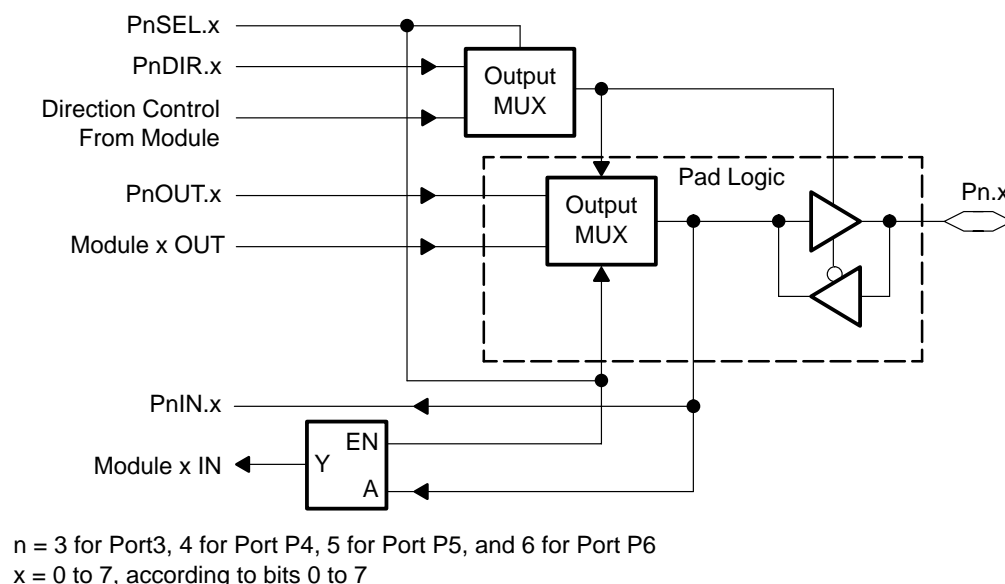 PnSEL.x
PnDIR.x
Direction Control
From Module
Output
MUX
Pad Logic
PnOUT.x
Output
MUX
Pn.x
Module x OUT
PnIN.x
EN
Module x IN
Y
A
n = 3 for Port3, 4 for Port P4, 5 for Port P5, and 6 for Port P6
x = 0 to 7, according to bits 0 to 7